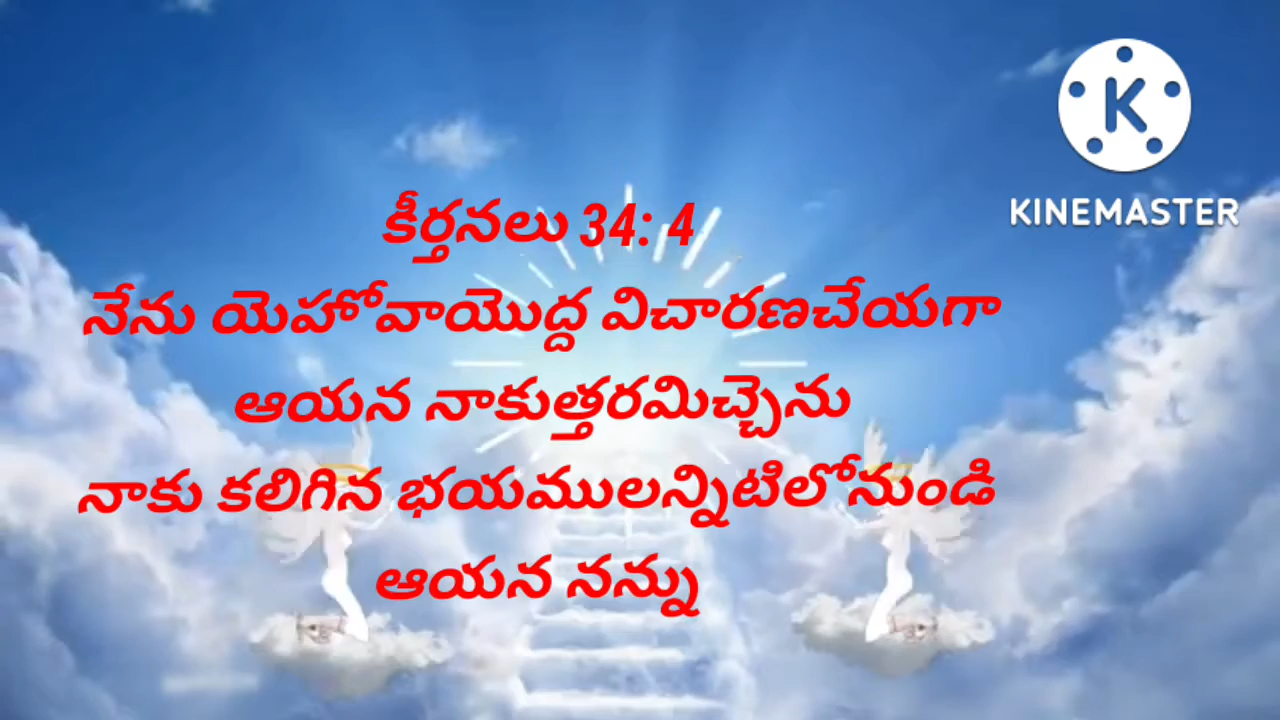 కీర్తనలు 34: 4
నేను యెహోవాయొద్ద విచారణచేయగా
ఆయన నాకుత్తరమిచ్చెను
నాకు కలిగిన భయములన్నిటిలోనుండి
ఆయన నన్ను
K
KINEMASTER